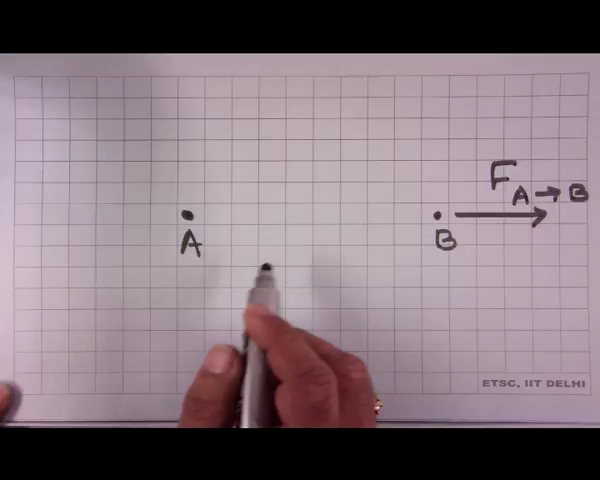 F A → B
A
B
ETSC, IIT DELHI